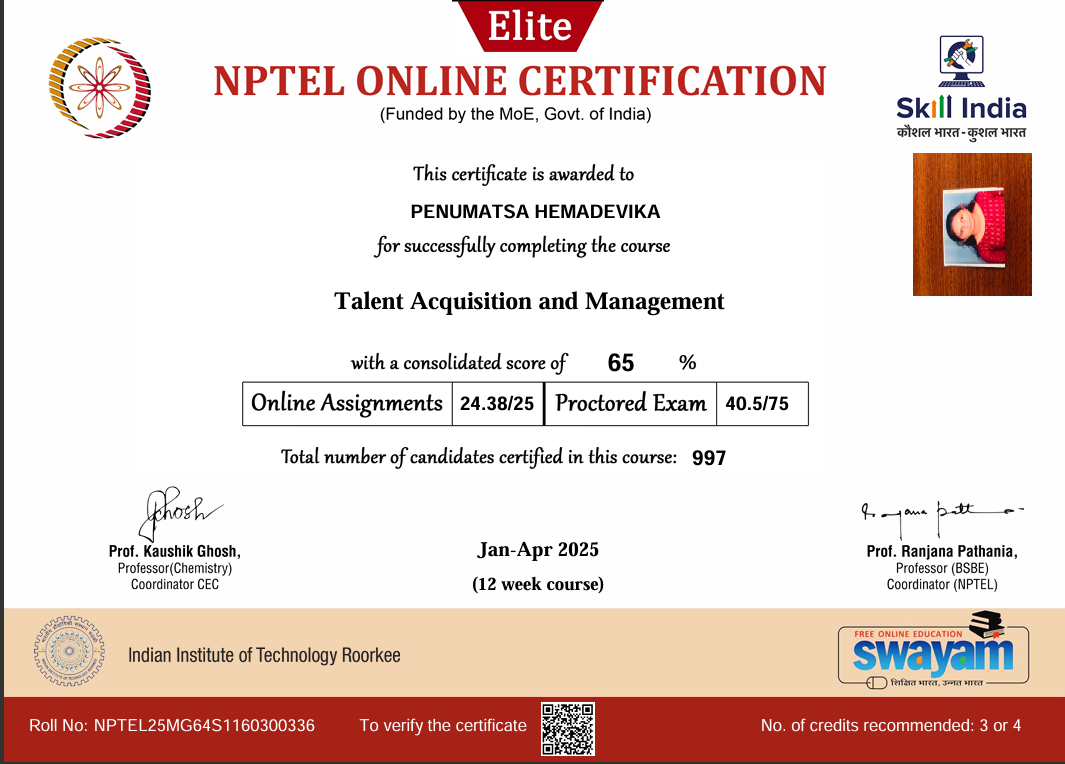 Elite
NPTEL ONLINE CERTIFICATION
(Funded by the MoE, Govt. of India)
Skill India
कौशल भारत - कुशल भारत
This certificate is awarded to
PENUMATSA HEMADEVIKA
for successfully completing the course
Talent Acquisition and Management
with a consolidated score of 65 %
Online Assignments 24.38/25 Proctored Exam 40.5/75
Total number of candidates certified in this course: 997
Prof. Kaushik Ghosh,
Professor(Chemistry)
Coordinator CEC
Jan-Apr 2025
(12 week course)
Prof. Ranjana Pathania,
Professor (BSBE)
Coordinator (NPTEL)
Indian Institute of Technology Roorkee
FREE ONLINE EDUCATION
swayam
शिक्षित भारत, उन्नत भारत
Roll No: NPTEL25MG64S1160300336 To verify the certificate No. of credits recommended: 3 or 4